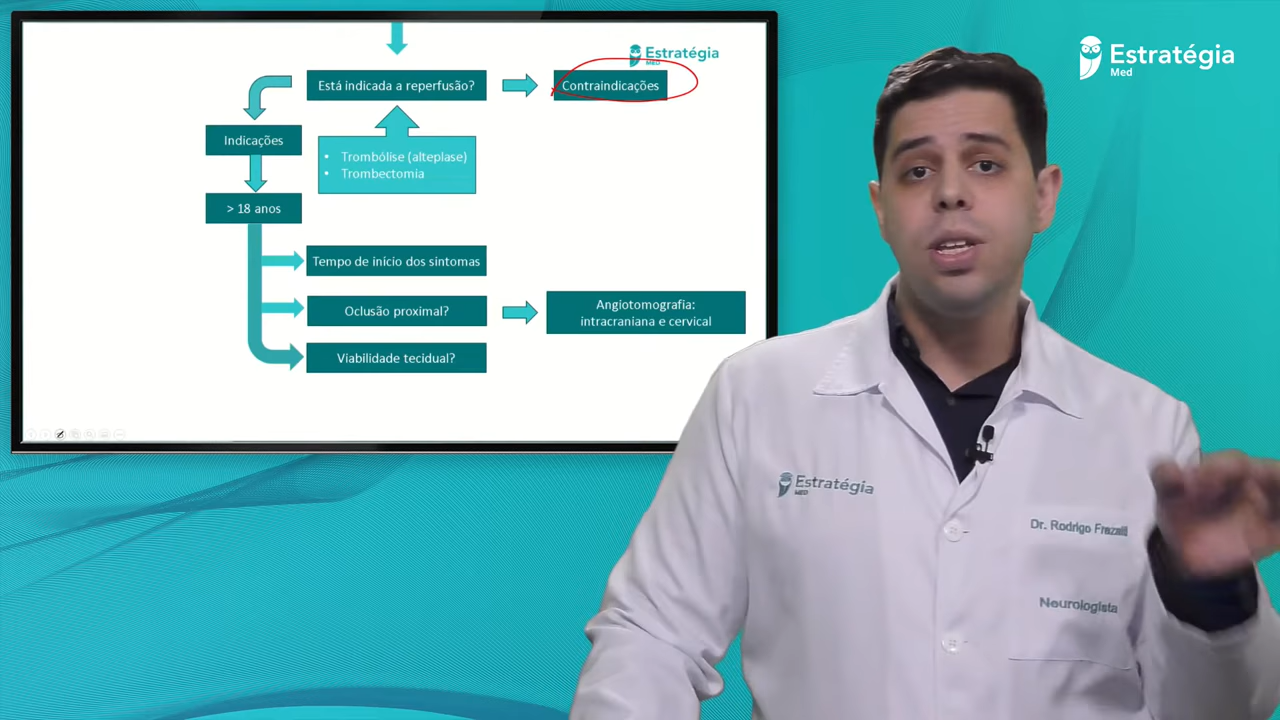 Estratégia
MED
Está indicada a reperfusão?
Contraindicações
Indicações
• Trombólise (alteplase)
• Trombectomia
> 18 anos
Tempo de início dos sintomas
Oclusão proximal?
Angiotomografia:
intracraniana e cervical
Viabilidade tecidual?
Estratégia
Med
Estratégia
MED
Dr. Rodrigo Frezatti
Neurologista